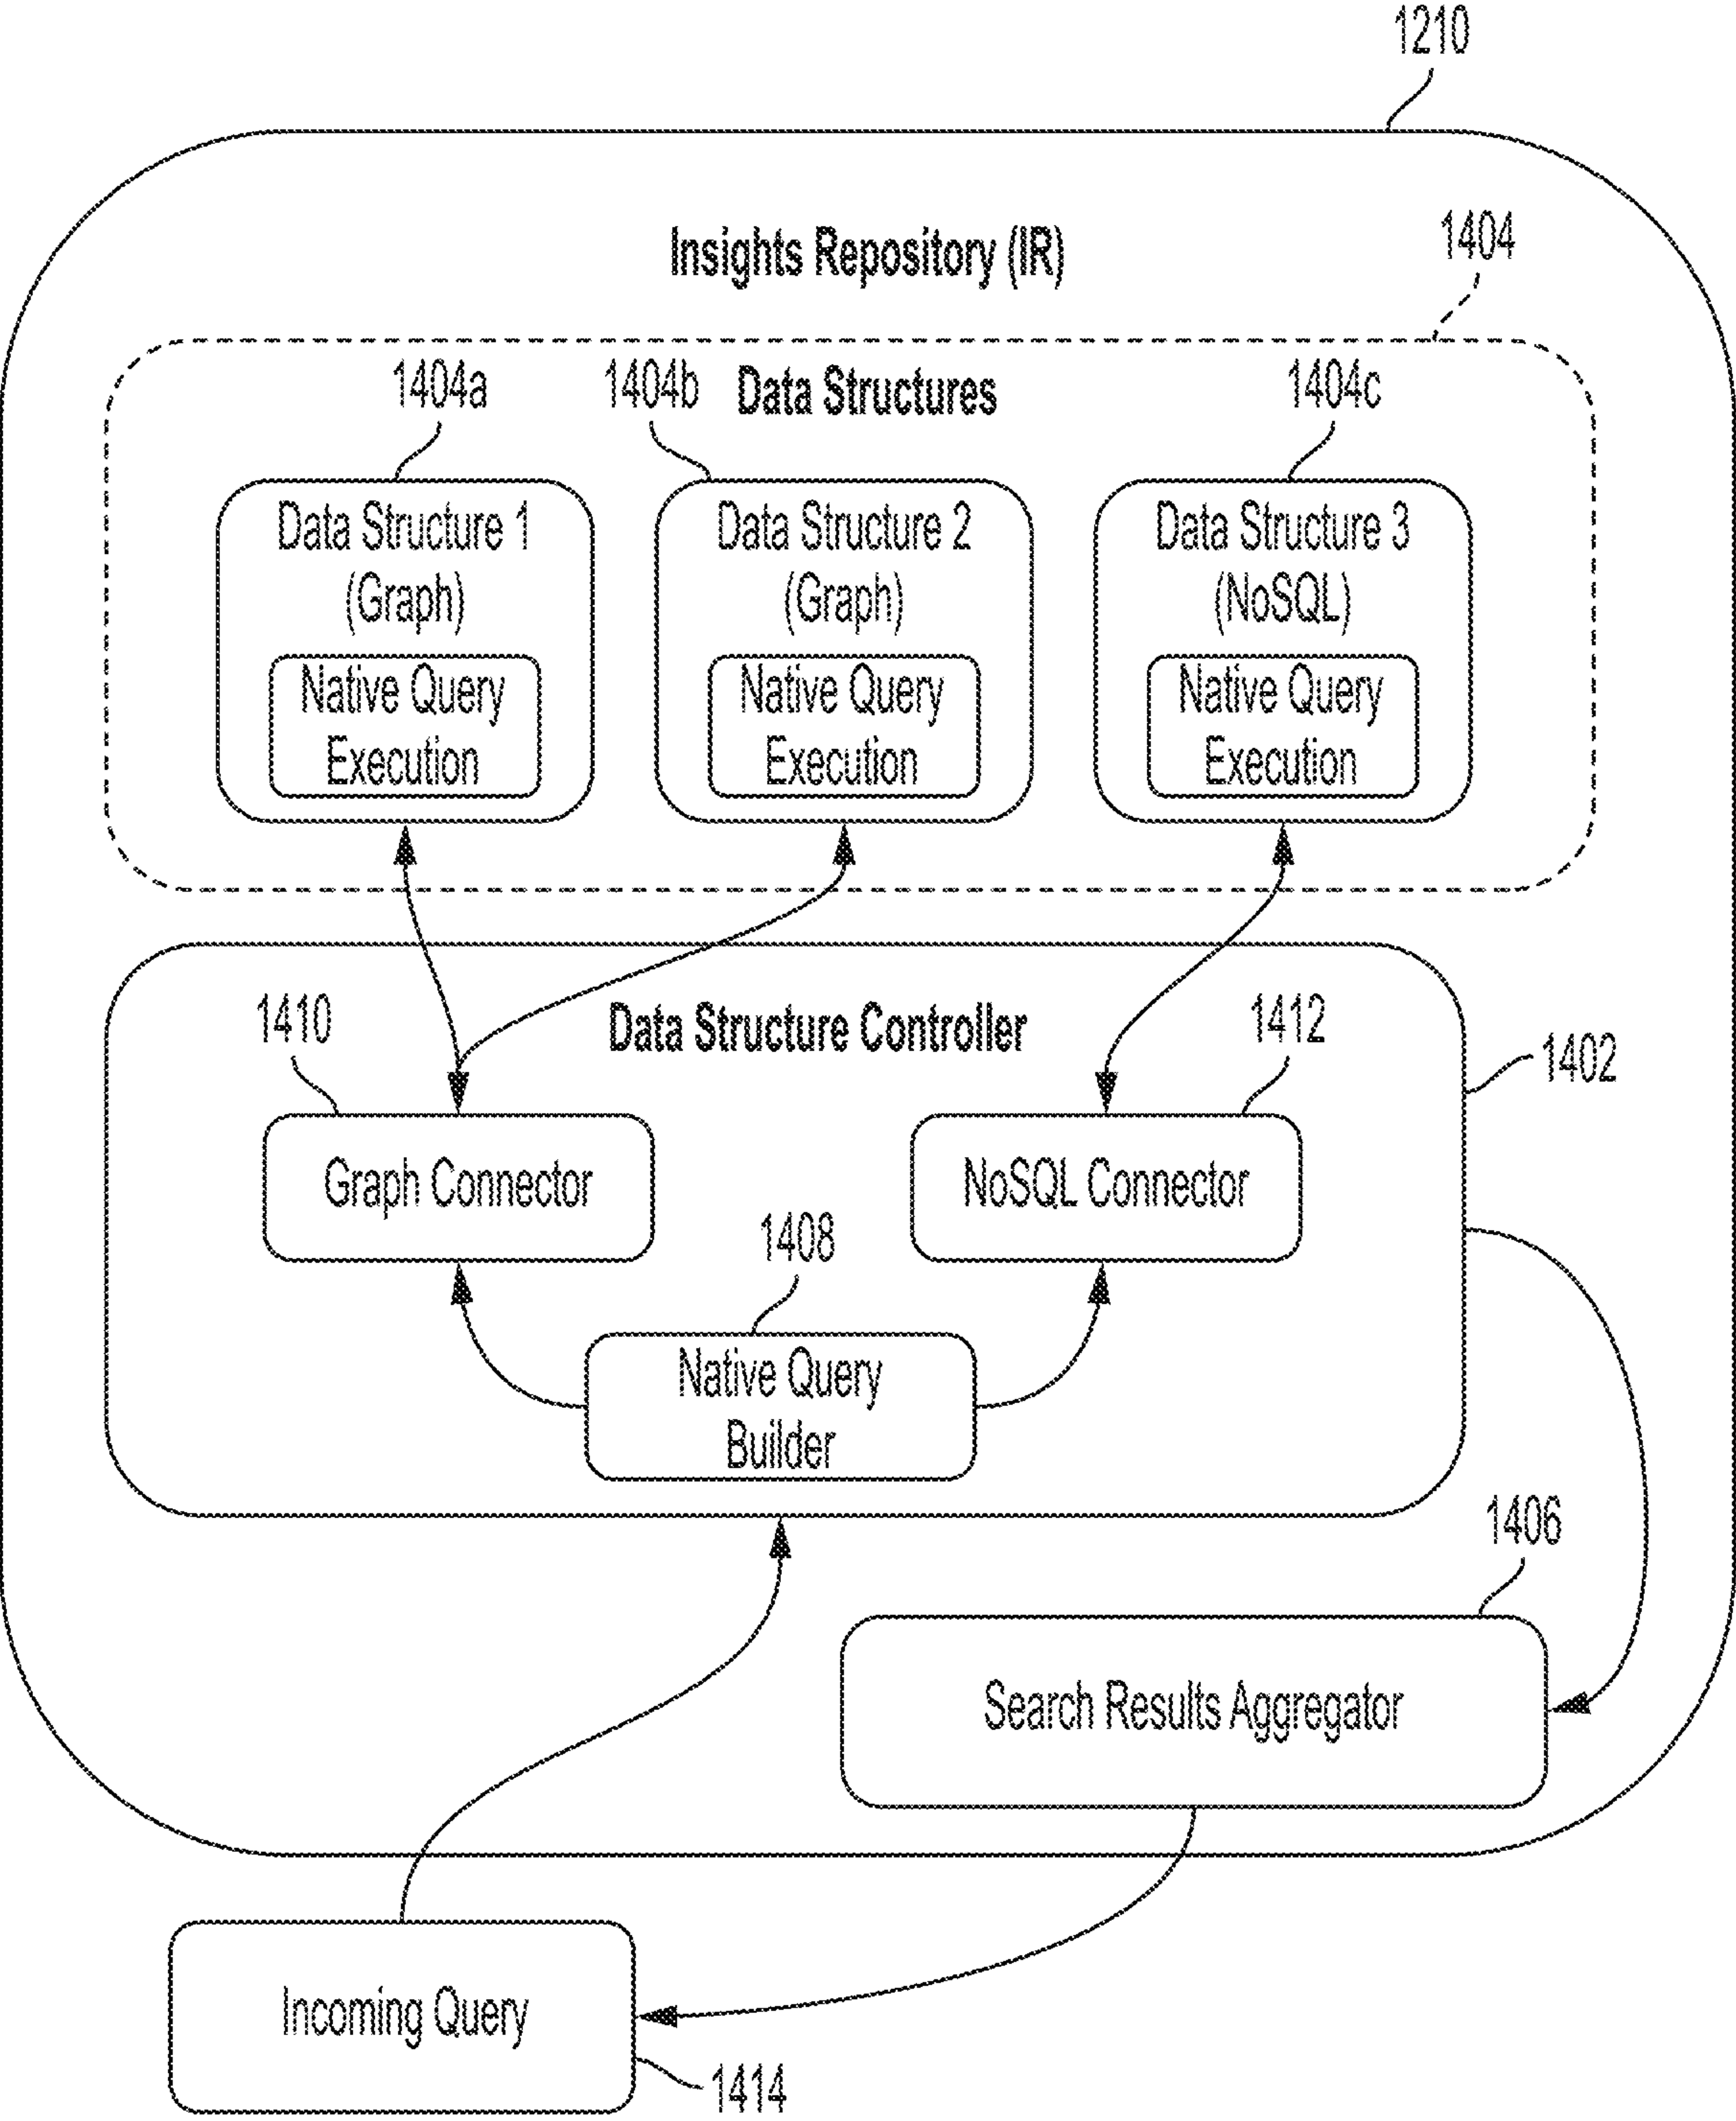 1210
Insights Repository (IR)
1404
1404a
1404b
Data Structures
1404c
Data Structure 1
(Graph)
Native Query
Execution
Data Structure 2
(Graph)
Native Query
Execution
Data Structure 3
(NoSQL)
Native Query
Execution
1410
Data Structure Controller
1412
1402
Graph Connector
NoSQL Connector
1408
Native Query
Builder
1406
Search Results Aggregator
Incoming Query
1414